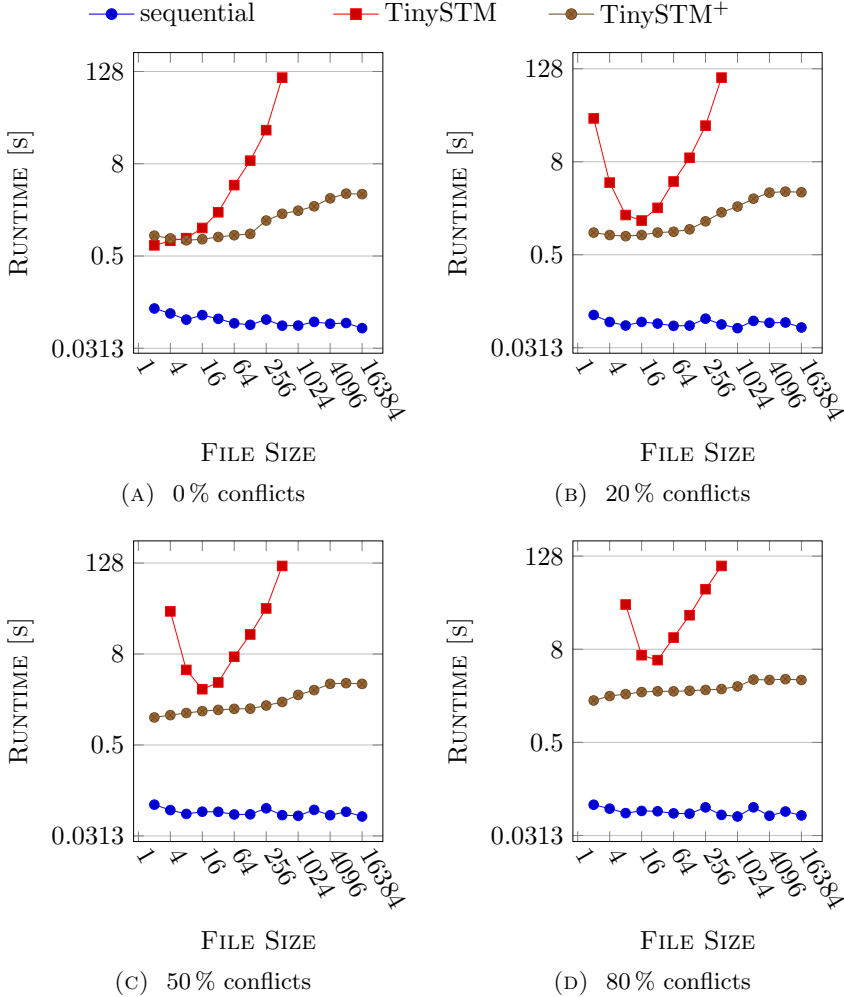 sequential TinySTM TinySTM+
128
8
0.5
0.0313
RUNTIME [S]
1 4 16 64 256 1024 4096 16384
FILE SIZE
(A) 0 % conflicts
128
8
0.5
0.0313
RUNTIME [S]
1 4 16 64 256 1024 4096 16384
FILE SIZE
(B) 20 % conflicts
128
8
0.5
0.0313
RUNTIME [S]
1 4 16 64 256 1024 4096 16384
FILE SIZE
(C) 50 % conflicts
128
8
0.5
0.0313
RUNTIME [S]
1 4 16 64 256 1024 4096 16384
FILE SIZE
(D) 80 % conflicts